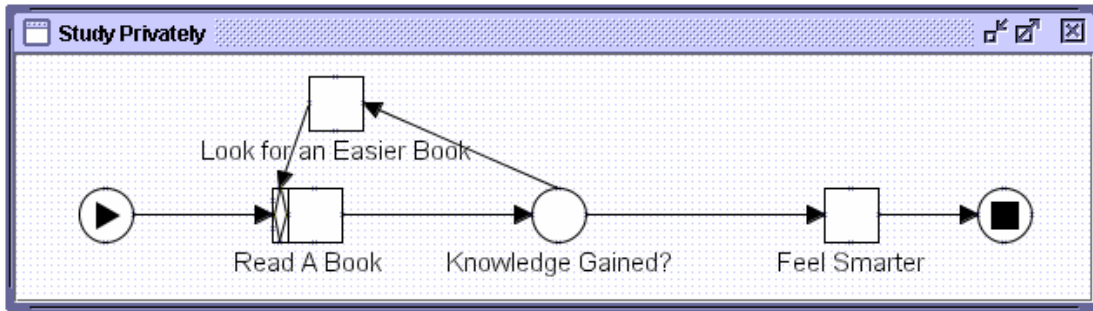 Study Privately
Look for an Easier Book
Read A Book
Knowledge Gained?
Feel Smarter